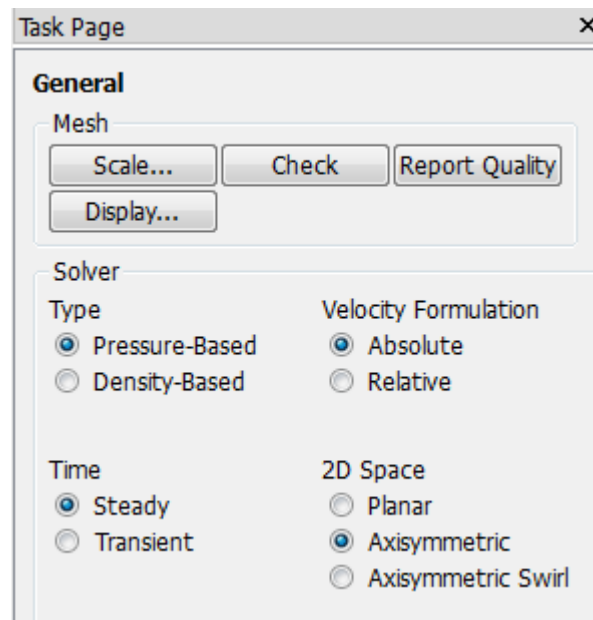 Task Page
General
Mesh
Scale... Check Report Quality
Display...
Solver
Type Velocity Formulation
Pressure-Based Absolute
Density-Based Relative
Time 2D Space
Steady Planar
Transient Axisymmetric
Axisymmetric Swirl